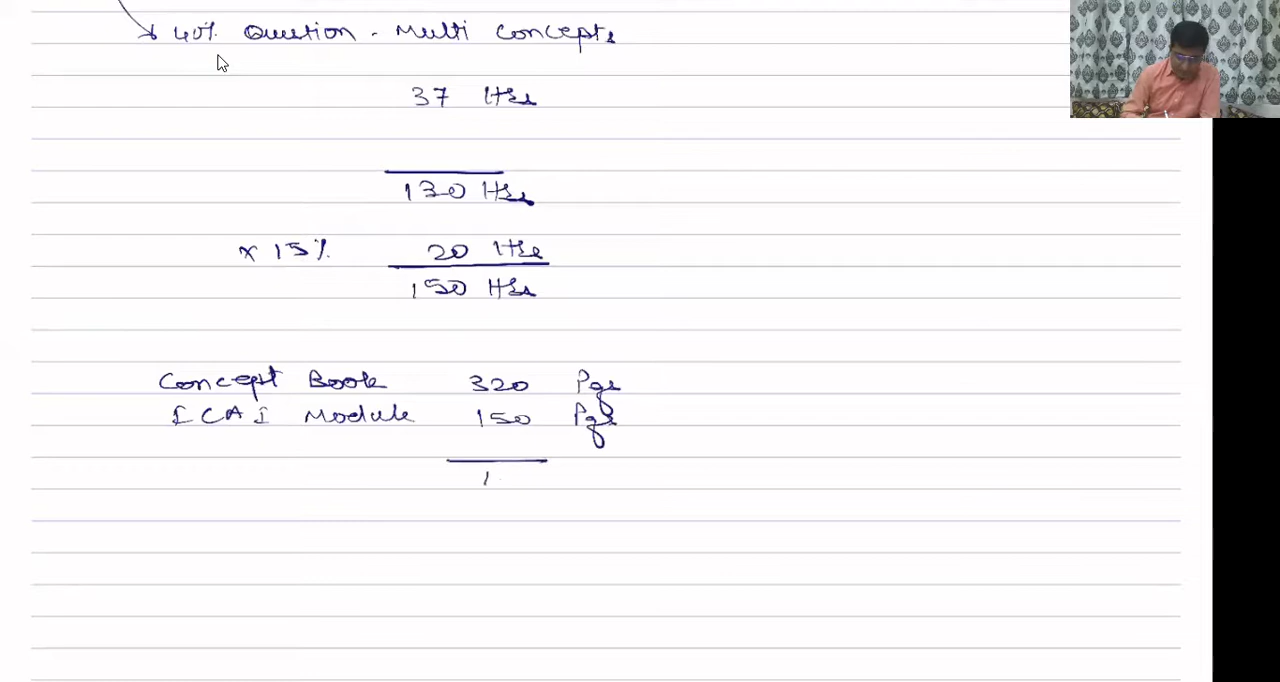 40% Question - Multi Concepts
37 Hrs
130 Hrs
x 15% 20 Hrs
150 Hrs
Concept Book 320 Pgs
ICAI Module 150 Pgs
1